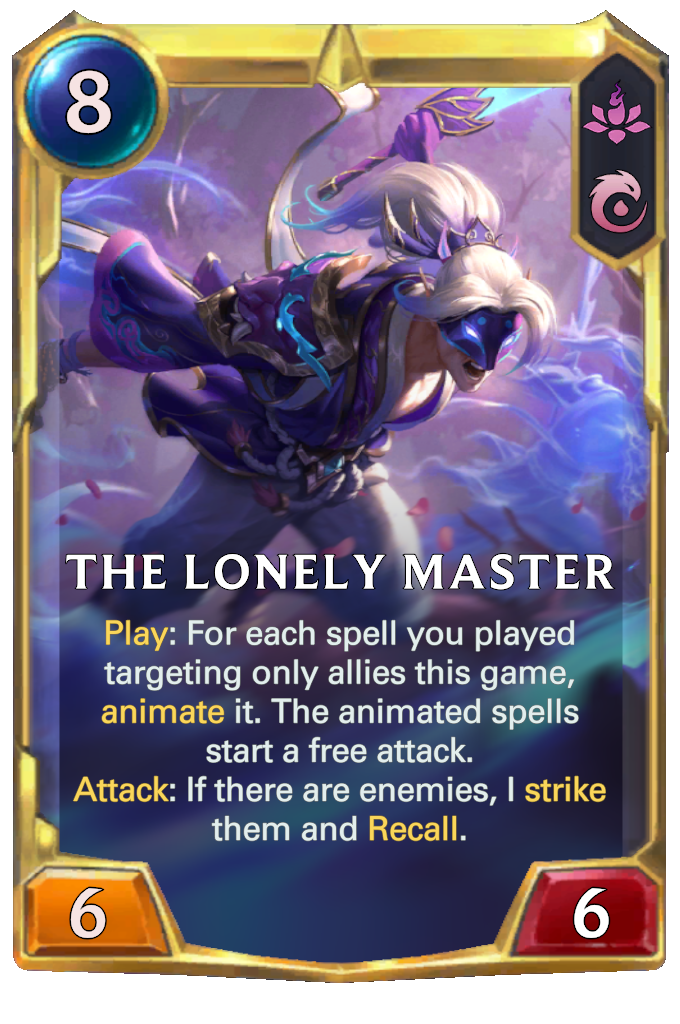 8
THE LONELY MASTER
Play: For each spell you played
targeting only allies this game,
animate it. The animated spells
start a free attack.
Attack: If there are enemies, I strike
them and Recall.
6
6